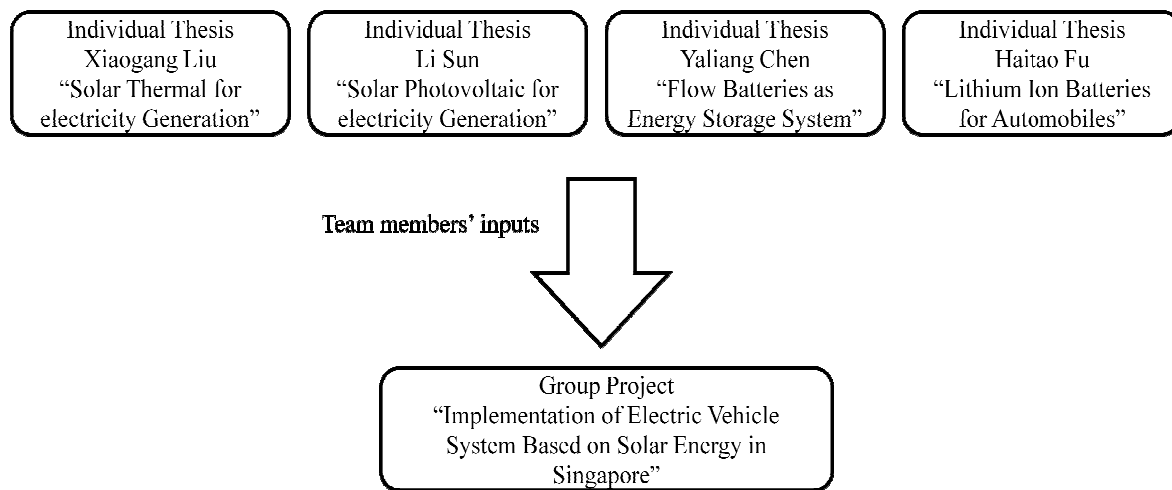 Individual Thesis
Xiaogang Liu
“Solar Thermal for
electricity Generation”
Individual Thesis
Li Sun
“Solar Photovoltaic for
electricity Generation”
Individual Thesis
Yaliang Chen
“Flow Batteries as
Energy Storage System”
Individual Thesis
Haitao Fu
“Lithium Ion Batteries
for Automobiles”
Team members’ inputs
Group Project
“Implementation of Electric Vehicle
System Based on Solar Energy in
Singapore”